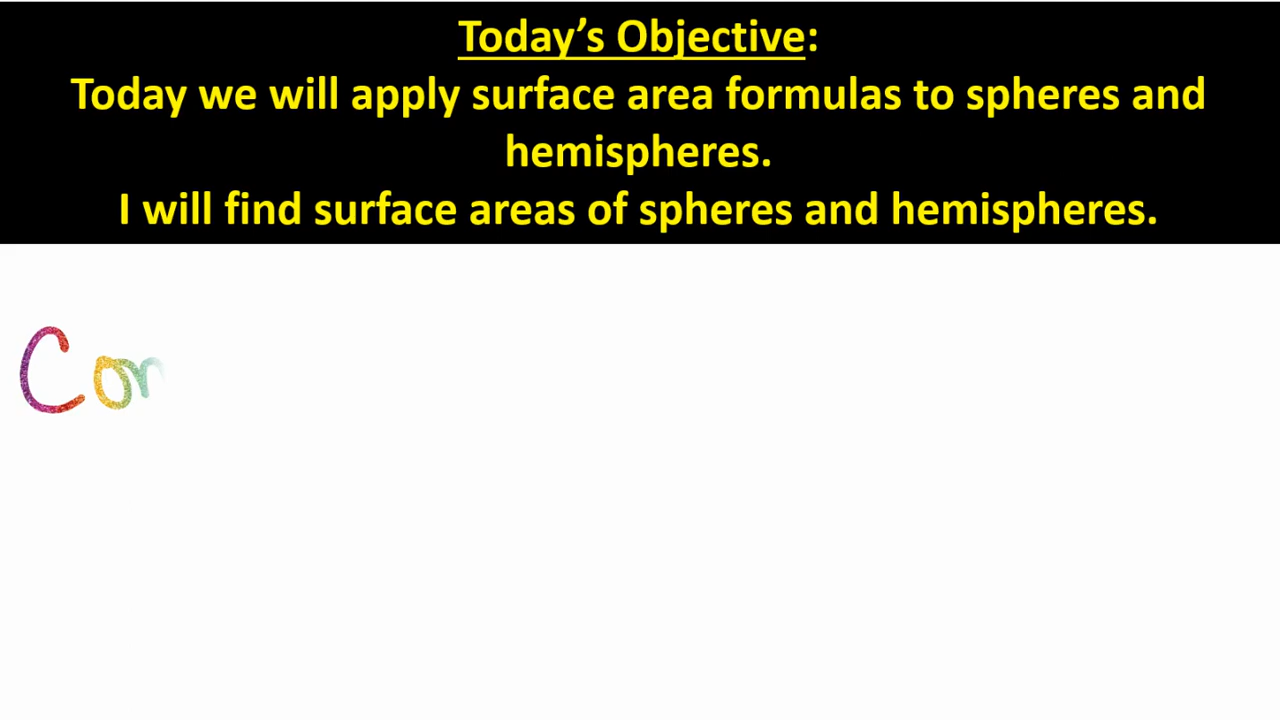 Today's Objective:
Today we will apply surface area formulas to spheres and
hemispheres.
I will find surface areas of spheres and hemispheres.